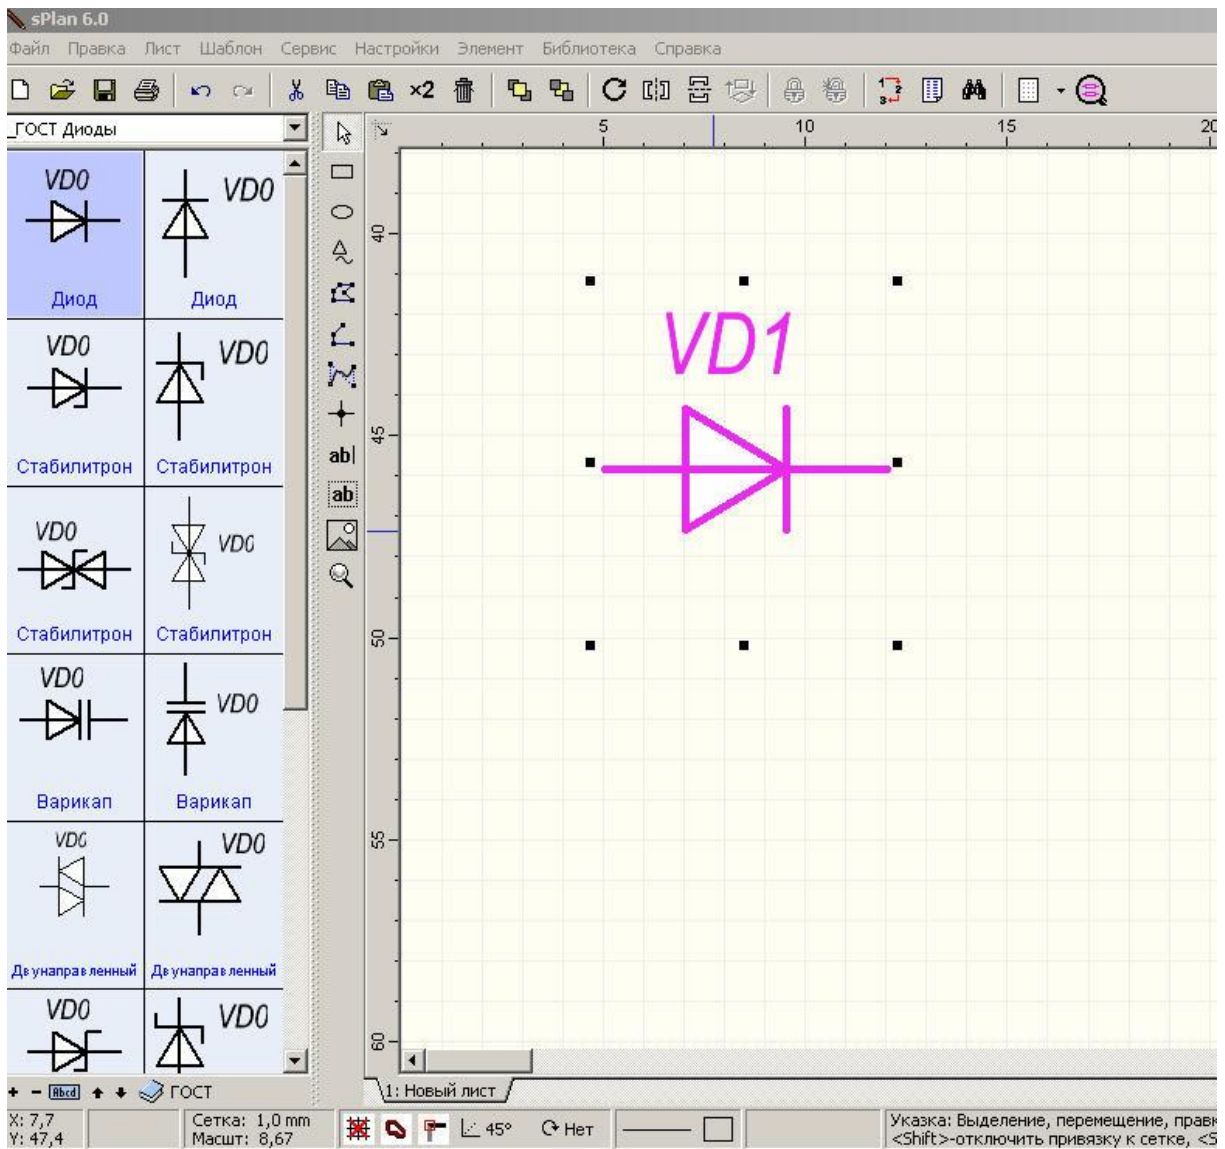 sPlan 6.0
Файл Правка Лист Шаблон Сервис Настройки Элемент Библиотека Справка
×2
_ГОСТ Диоды
5 10 15 20
VD0 VD0
Диод Диод
40
VD1
VD0 VD0
Стабилитрон Стабилитрон
45
ab|
ab
VD0 VD0
Стабилитрон Стабилитрон
50
VD0 VD0
Варикап Варикап
VD0 VD0
55
Двунаправленный Двунаправленный
VD0 VD0
60
Abcd ГОСТ
1: Новый лист
X: 7,7
Y: 47,4
Сетка: 1,0 mm
Масшт: 8,67
45° Нет
Указка: Выделение, перемещение, правк
<Shift>-отключить привязку к сетке, <S